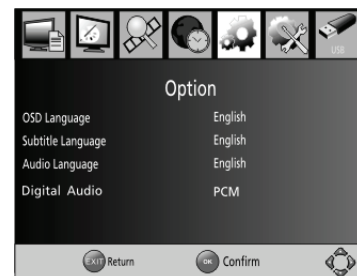 USB
Option
OSD Language English
Subtitle Language English
Audio Language English
Digital Audio PCM
EXIT Return OK Confirm